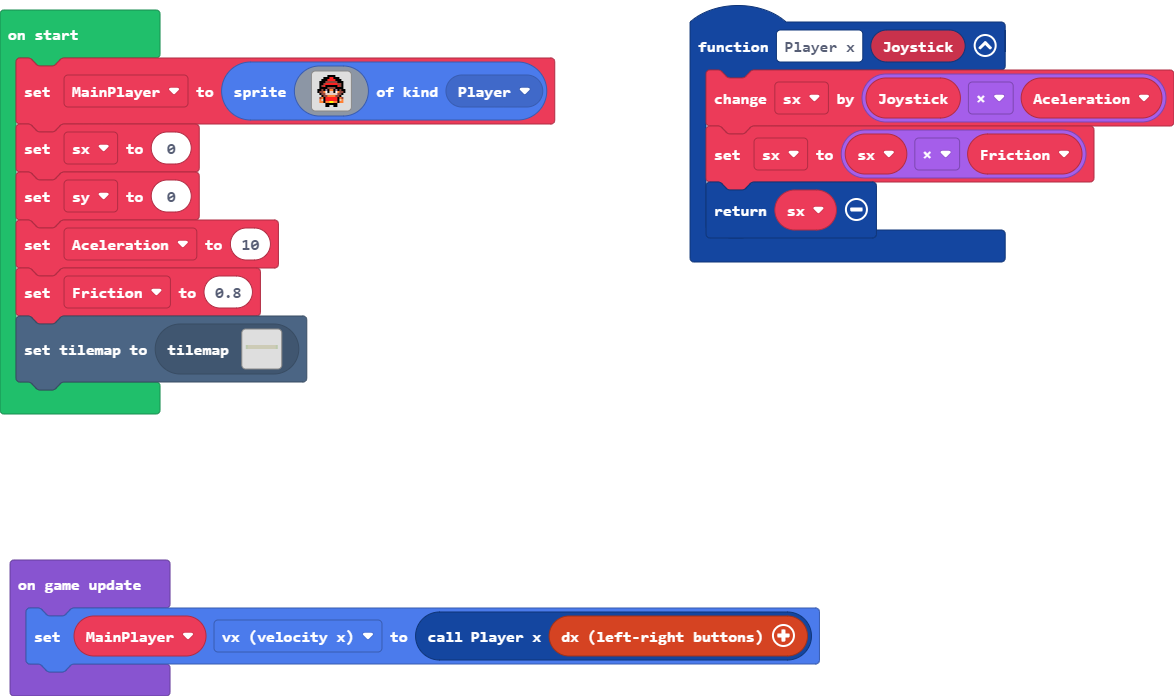 on start
set MainPlayer to sprite of kind Player
set sx to 0
set sy to 0
set Aceleration to 10
set Friction to 0.8
set tilemap to tilemap
function Player x Joystick
change sx by Joystick × Aceleration
set sx to sx × Friction
return sx
on game update
set MainPlayer vx (velocity x) to call Player x dx (left-right buttons)